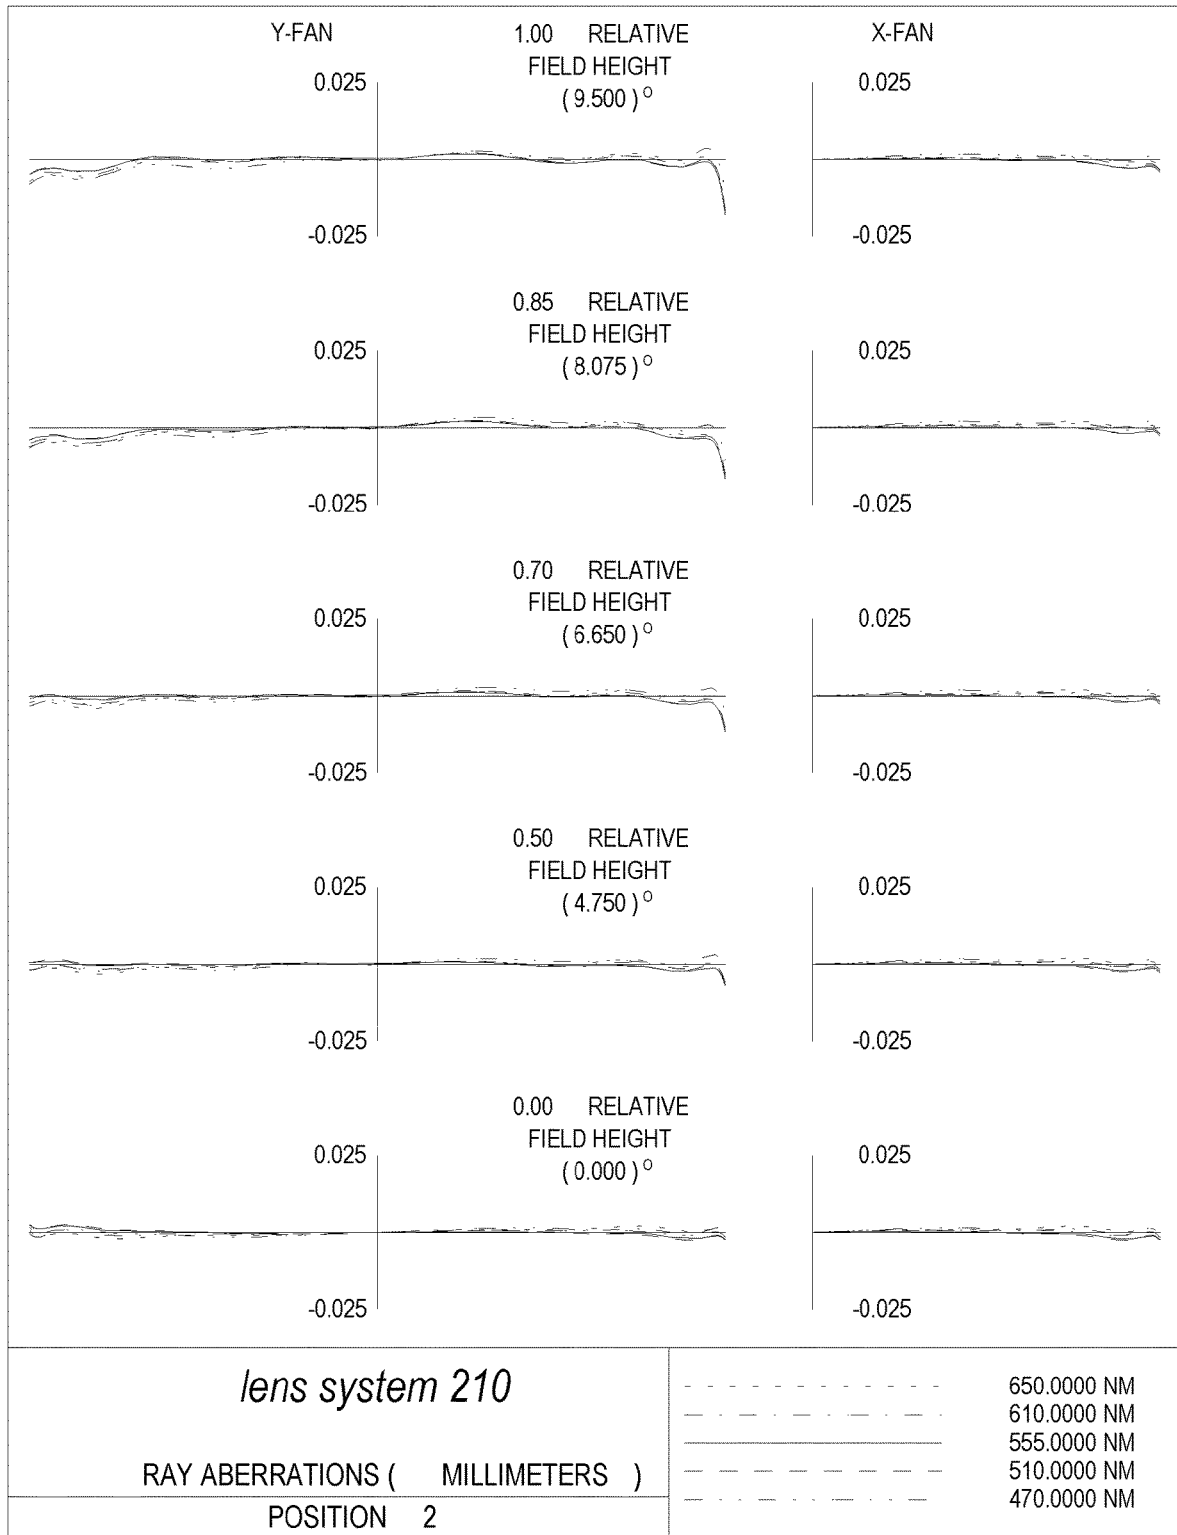 Y-FAN 1.00 RELATIVE X-FAN
FIELD HEIGHT
0.025 ( 9.500 ) O 0.025
-0.025 -0.025
0.85 RELATIVE
FIELD HEIGHT
0.025 ( 8.075 ) O 0.025
-0.025 -0.025
0.70 RELATIVE
FIELD HEIGHT
0.025 ( 6.650 ) O 0.025
-0.025 -0.025
0.50 RELATIVE
FIELD HEIGHT
0.025 ( 4.750 ) O 0.025
-0.025 -0.025
0.00 RELATIVE
FIELD HEIGHT
0.025 ( 0.000 ) O 0.025
-0.025 -0.025
lens system 210
RAY ABERRATIONS ( MILLIMETERS )
POSITION 2
650.0000 NM
610.0000 NM
555.0000 NM
510.0000 NM
470.0000 NM